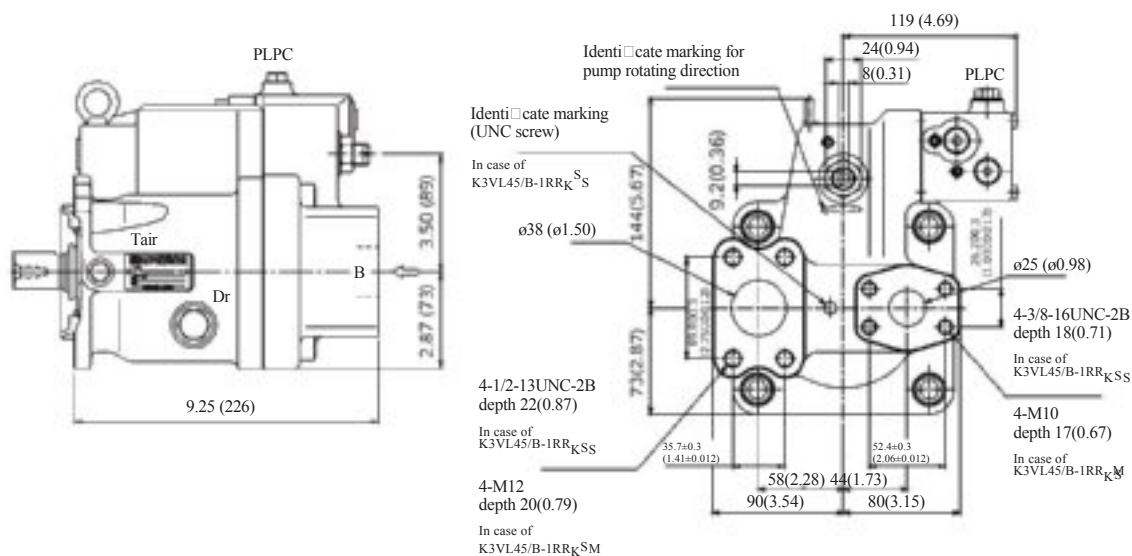 PLPC
Tair
B
Dr
3.50 (89)
2.87 (73)
9.25 (226)
119 (4.69)
24(0.94)
8(0.31)
PLPC
Identi□cate marking for
pump rotating direction
Identi□cate marking
(UNC screw)
In case of
K3VL45/B-1RRKSS
9.2(0.36)
144(5.67)
ø38 (ø1.50)
73(2.87)
ø25 (ø0.98)
4-3/8-16UNC-2B
depth 18(0.71)
In case of
K3VL45/B-1RRKSS
4-M10
depth 17(0.67)
In case of
K3VL45/B-1RRKSM
4-1/2-13UNC-2B
depth 22(0.87)
In case of
K3VL45/B-1RRKSS
4-M12
depth 20(0.79)
In case of
K3VL45/B-1RRKSM
35.7±0.3
(1.41±0.012)
52.4±0.3
(2.06±0.012)
58(2.28) 44(1.73)
90(3.54)
80(3.15)